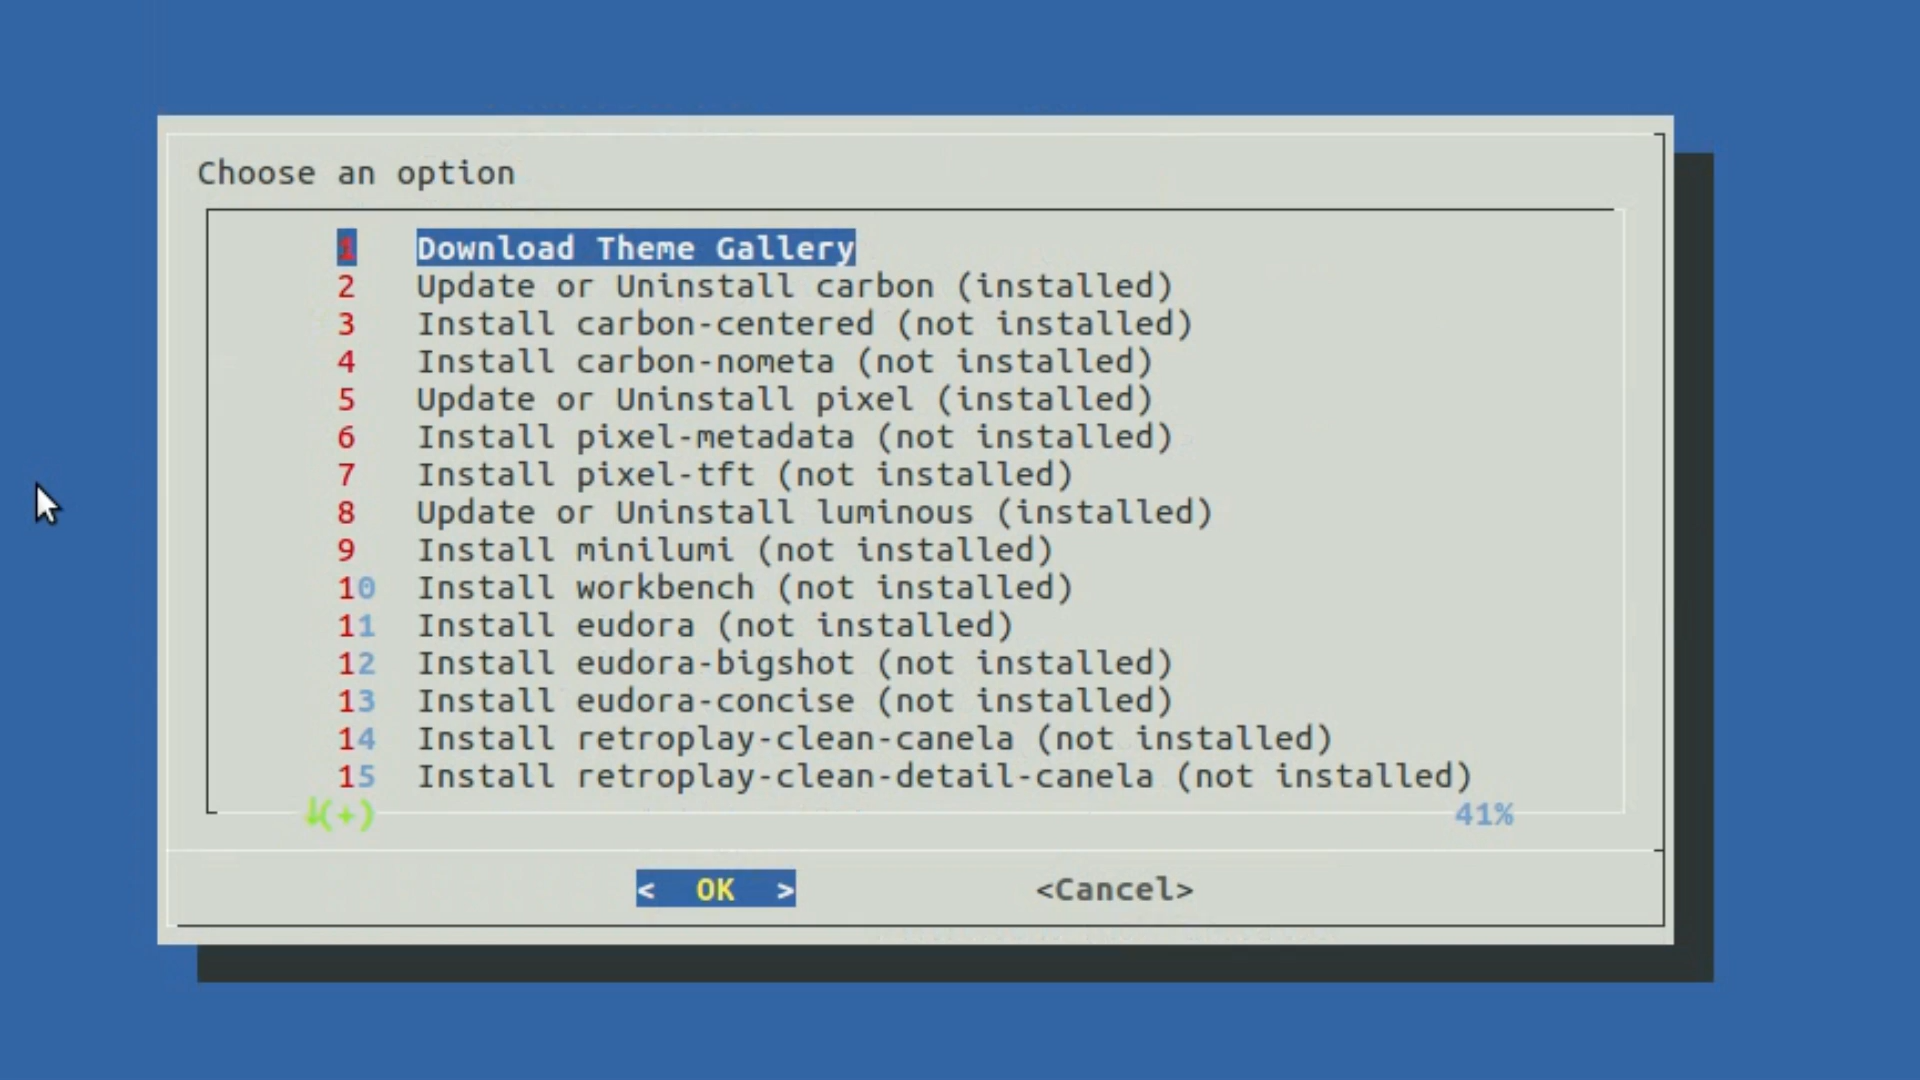 Choose an option
1 Download Theme Gallery
2 Update or Uninstall carbon (installed)
3 Install carbon-centered (not installed)
4 Install carbon-nometa (not installed)
5 Update or Uninstall pixel (installed)
6 Install pixel-metadata (not installed)
7 Install pixel-tft (not installed)
8 Update or Uninstall luminous (installed)
9 Install minilumi (not installed)
10 Install workbench (not installed)
11 Install eudora (not installed)
12 Install eudora-bigshot (not installed)
13 Install eudora-concise (not installed)
14 Install retroplay-clean-canela (not installed)
15 Install retroplay-clean-detail-canela (not installed)
↓(+) 41%
< OK > <Cancel>